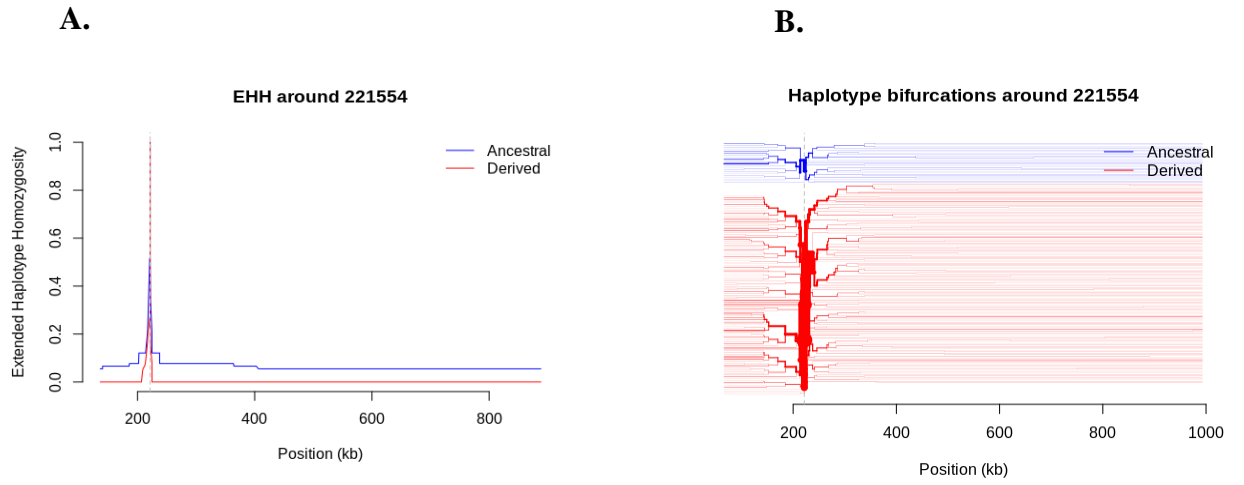 A.
EHH around 221554
Extended Haplotype Homozygosity
1.0
0.8
0.6
0.4
0.2
0.0
Ancestral
Derived
200
400
600
800
Position (kb)
B.
Haplotype bifurcations around 221554
Ancestral
Derived
200
400
600
800
1000
Position (kb)